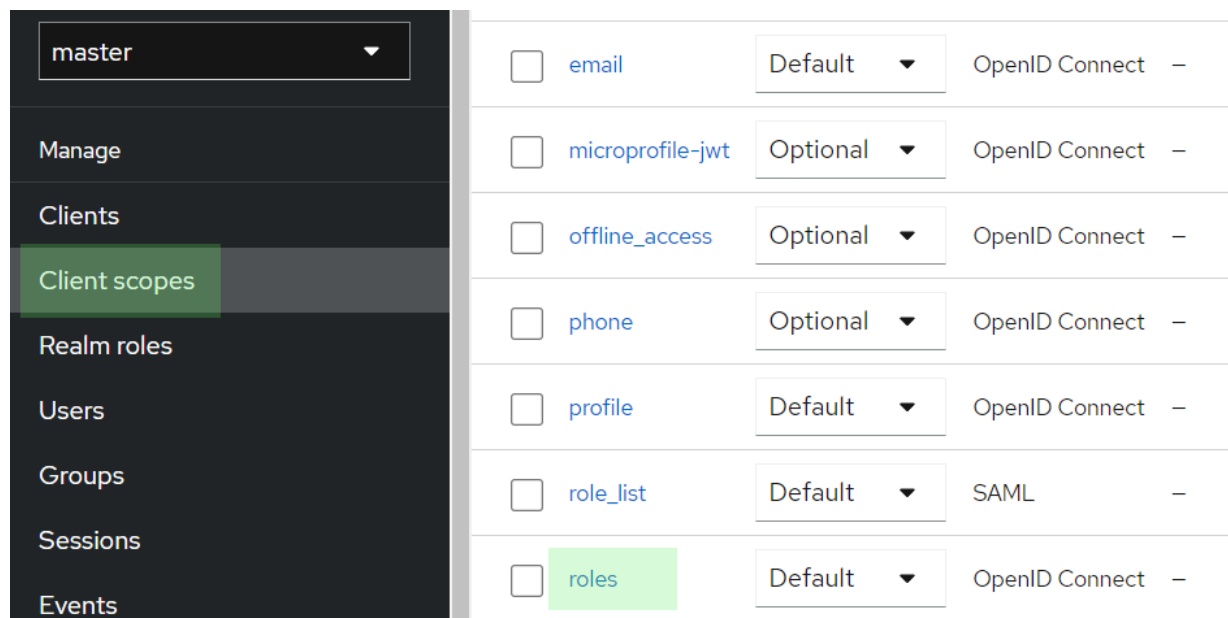 master
Manage
Clients
Client scopes
Realm roles
Users
Groups
Sessions
Events
email Default OpenID Connect –
microprofile-jwt Optional OpenID Connect –
offline_access Optional OpenID Connect –
phone Optional OpenID Connect –
profile Default OpenID Connect –
role_list Default SAML –
roles Default OpenID Connect –